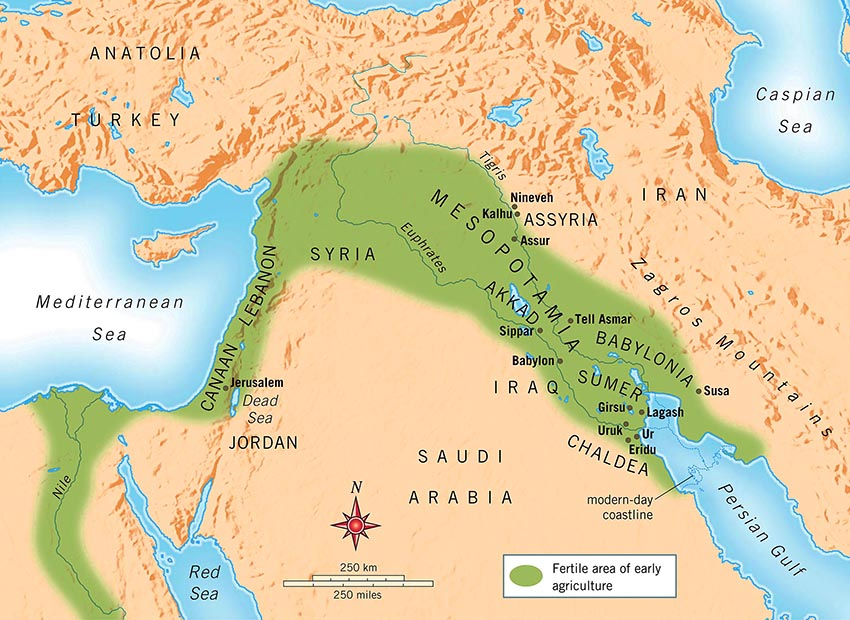 ANATOLIA
TURKEY
Caspian
Sea
Tigris
IRAN
Nineveh
Kalhu
ASSYRIA
MESOPOTAMIA
Assur
Euphrates
SYRIA
Zagros Mountains
LEBANON
Mediterranean
Sea
AKKAD
Tell Asmar
Sippar
BABYLONIA
CANAAN
Babylon
Jerusalem
IRAQ
SUMER
Susa
Dead
Sea
Girsu
Lagash
Uruk
Ur
JORDAN
CHALDEA
Eridu
SAUDI
ARABIA
Nile
modern-day
coastline
Persian Gulf
N
Red
Sea
250 km
250 miles
Fertile area of early
agriculture